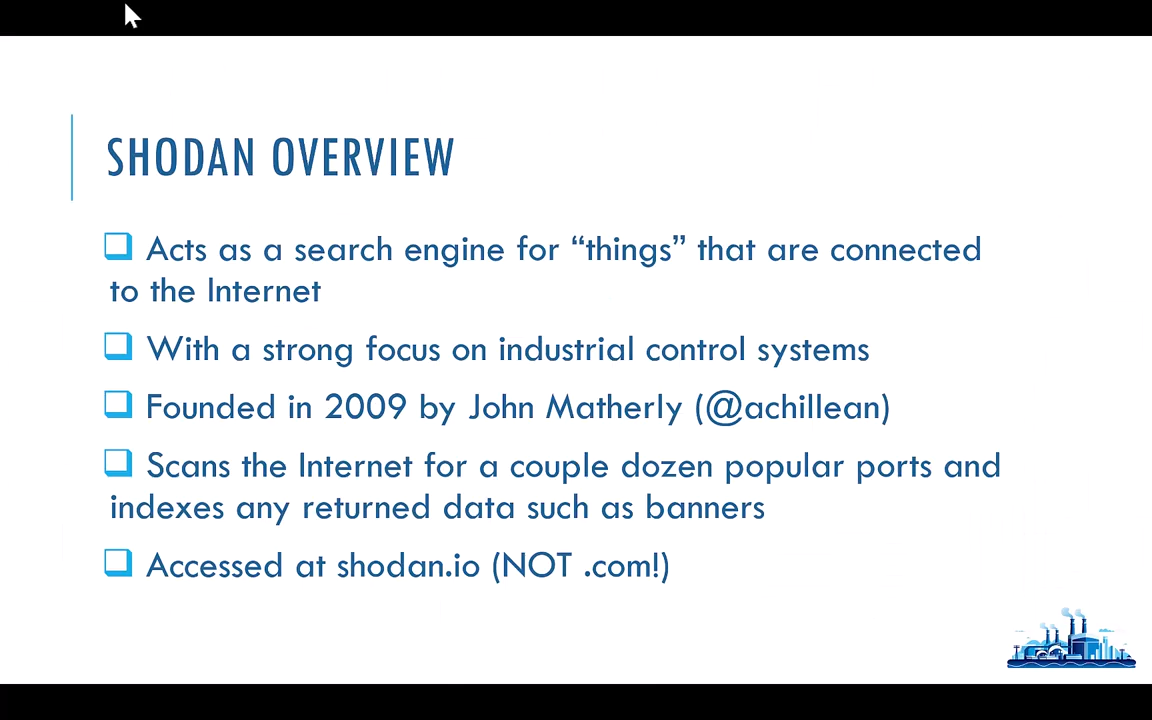 SHODAN OVERVIEW
Acts as a search engine for “things” that are connected
to the Internet
With a strong focus on industrial control systems
Founded in 2009 by John Matherly (@achillean)
Scans the Internet for a couple dozen popular ports and
indexes any returned data such as banners
Accessed at shodan.io (NOT .com!)